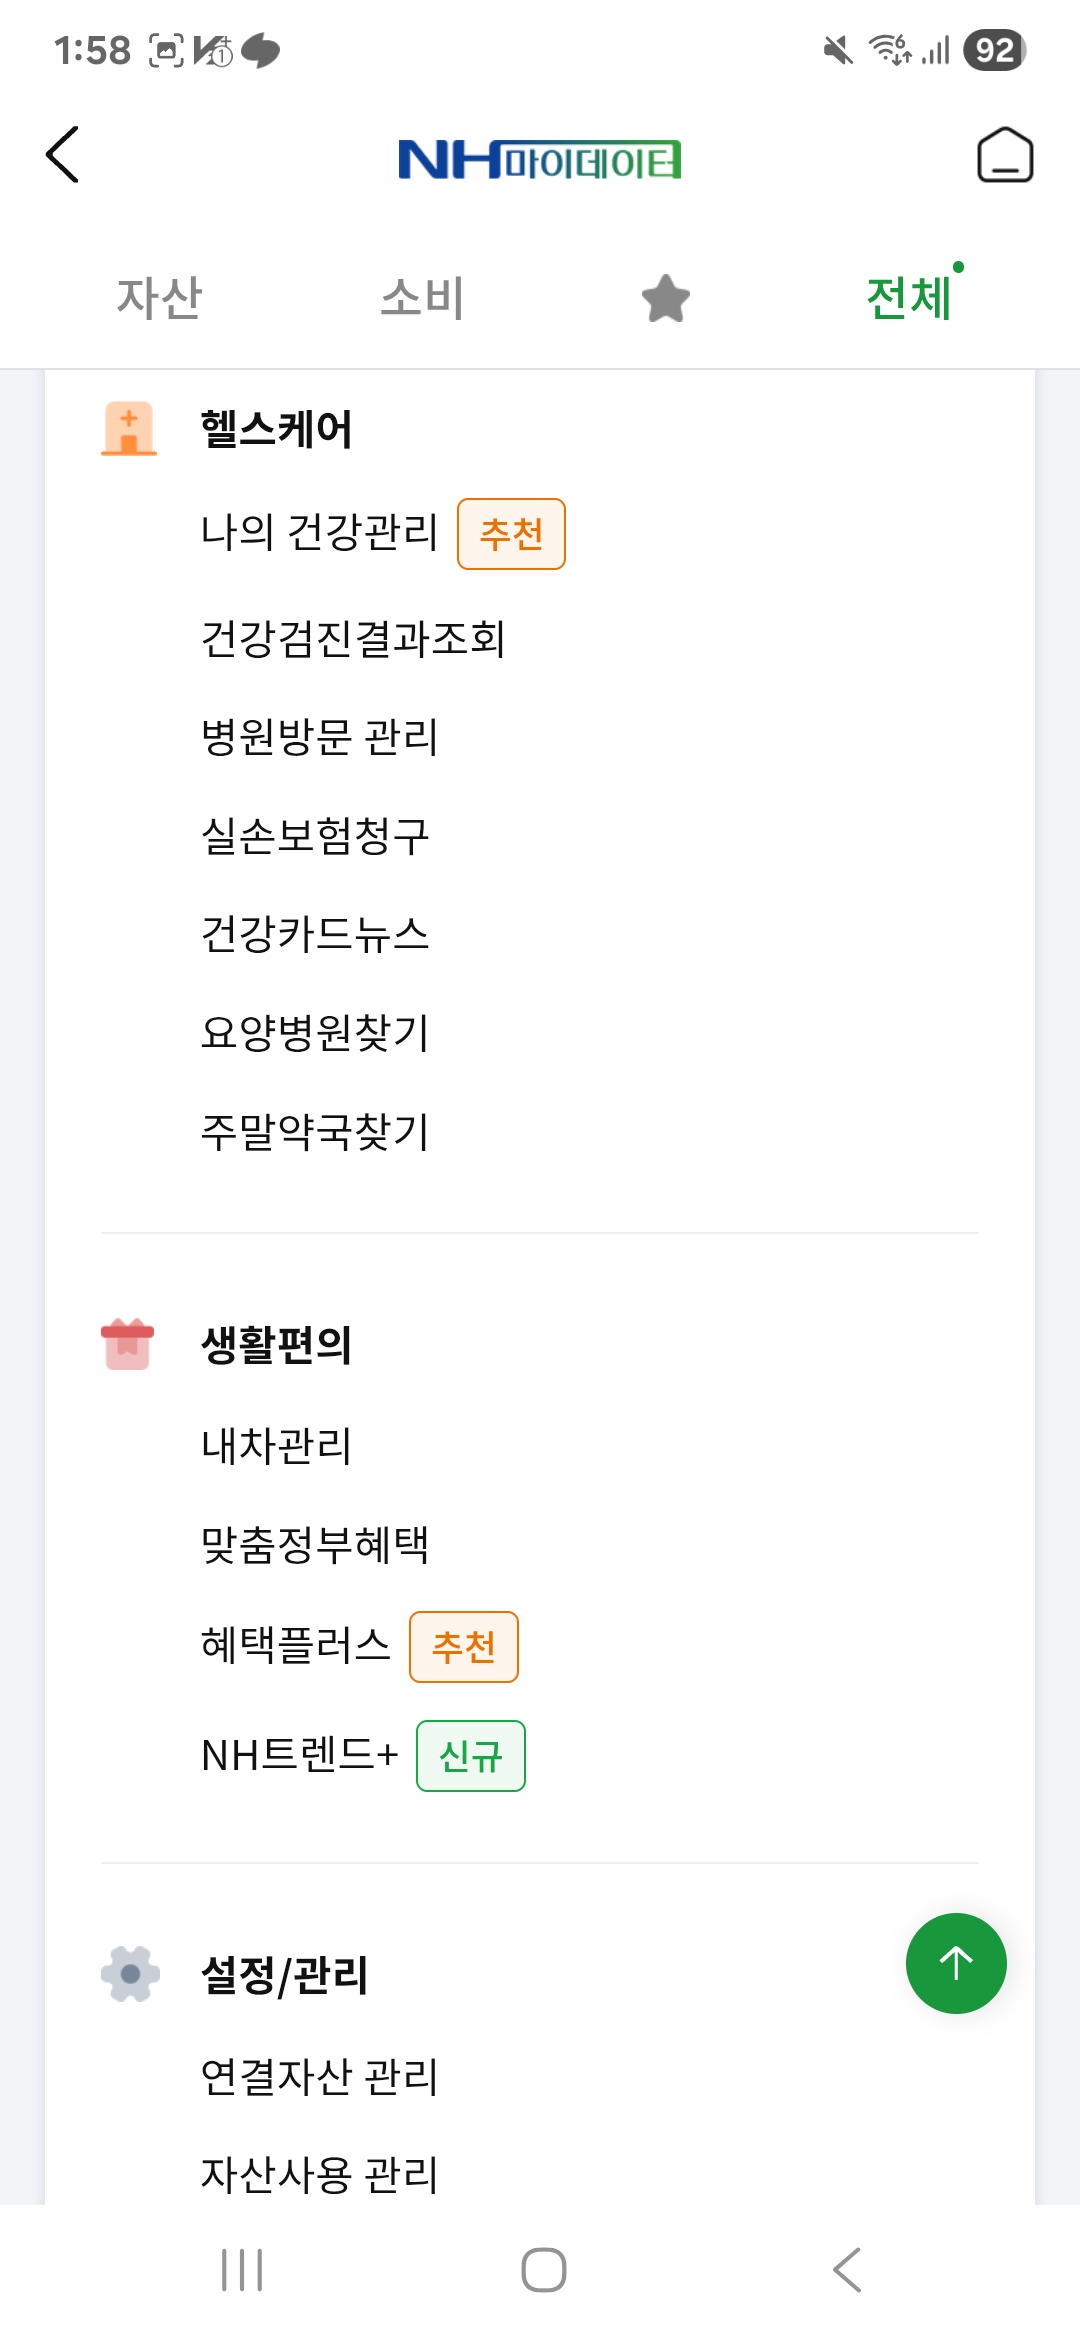 1:58
92
NH마이데이터
자산 소비 전체
헬스케어
나의 건강관리 추천
건강검진결과조회
병원방문 관리
실손보험청구
건강카드뉴스
요양병원찾기
주말약국찾기
생활편의
내차관리
맞춤정부혜택
혜택플러스 추천
NH트렌드+ 신규
설정/관리
연결자산 관리
자산사용 관리